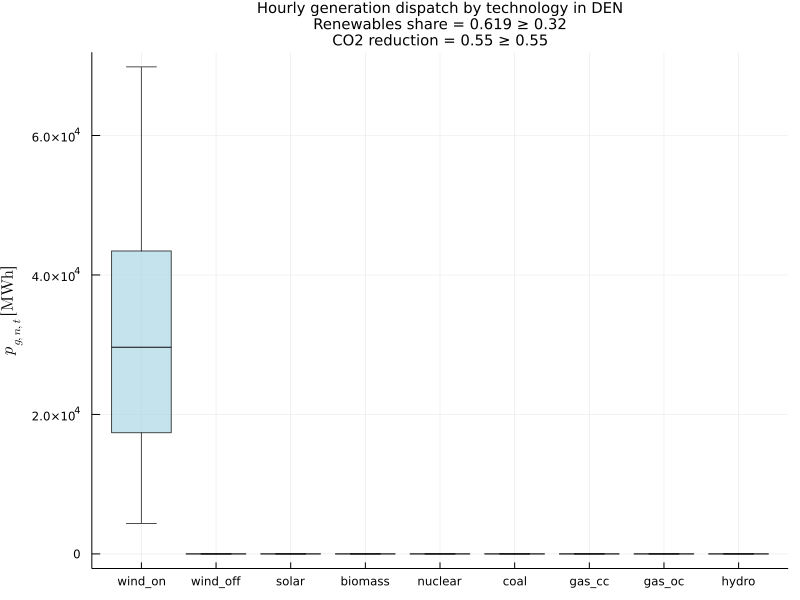 Hourly generation dispatch by technology in DEN
Renewables share = 0.619 ≥ 0.32
CO2 reduction = 0.55 ≥ 0.55
6.0×10⁴
4.0×10⁴
2.0×10⁴
0
p_{g,n,t}[MWh]
wind_on wind_off solar biomass nuclear coal gas_cc gas_oc hydro